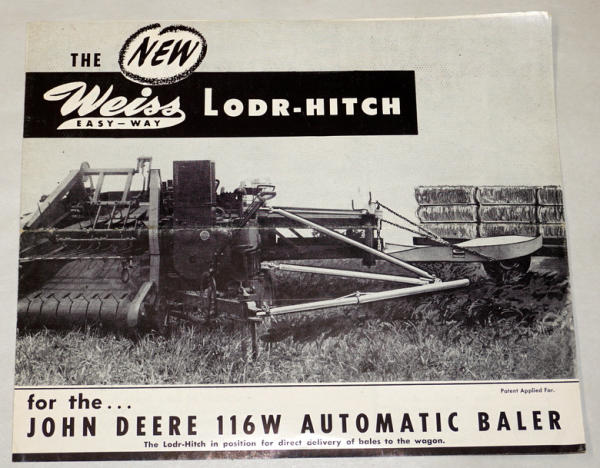 THE NEW
Weiss LODR-HITCH
EASY-WAY
Patent Applied For.
for the...
JOHN DEERE 116W AUTOMATIC BALER
The Lodr-Hitch in position for direct delivery of bales to the wagon.